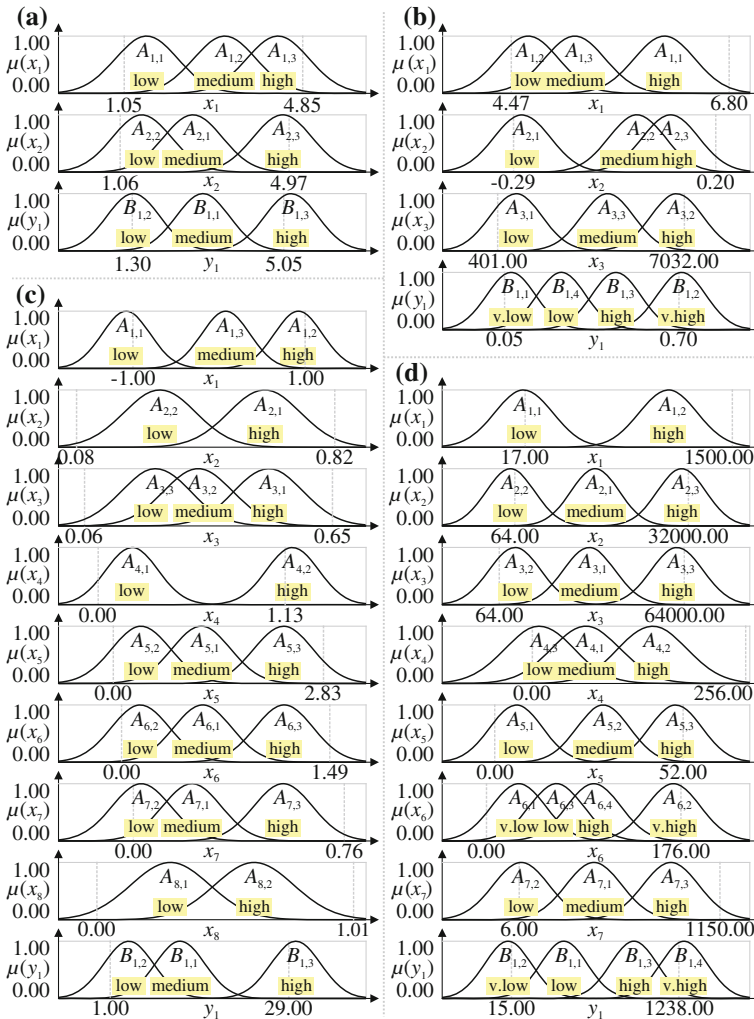 (a)
1.00
μ(x1)
0.00
A1,1 A1,2 A1,3
low medium high
1.05 x1 4.85
1.00
μ(x2)
0.00
A2,2 A2,1 A2,3
low medium high
1.06 x2 4.97
1.00
μ(y1)
0.00
B1,2 B1,1 B1,3
low medium high
1.30 y1 5.05
(b)
1.00
μ(x1)
0.00
A1,2 A1,3 A1,1
low medium high
4.47 x1 6.80
1.00
μ(x2)
0.00
A2,1 A2,2 A2,3
low medium high
-0.29 x2 0.20
1.00
μ(x3)
0.00
A3,1 A3,3 A3,2
low medium high
401.00 x3 7032.00
1.00
μ(y1)
0.00
B1,1 B1,4 B1,3 B1,2
v.low low high v.high
0.05 y1 0.70
(c)
1.00
μ(x1)
0.00
A1,1 A1,3 A1,2
low medium high
-1.00 x1 1.00
1.00
μ(x2)
0.00
A2,2 A2,1
low high
0.08 x2 0.82
1.00
μ(x3)
0.00
A3,3 A3,2 A3,1
low medium high
0.06 x3 0.65
1.00
μ(x4)
0.00
A4,1 A4,2
low high
0.00 x4 1.13
1.00
μ(x5)
0.00
A5,2 A5,1 A5,3
low medium high
0.00 x5 2.83
1.00
μ(x6)
0.00
A6,2 A6,1 A6,3
low medium high
0.00 x6 1.49
1.00
μ(x7)
0.00
A7,2 A7,1 A7,3
low medium high
0.00 x7 0.76
1.00
μ(x8)
0.00
A8,1 A8,2
low high
0.00 x8 1.01
1.00
μ(y1)
0.00
B1,2 B1,1 B1,3
low medium high
1.00 y1 29.00
(d)
1.00
μ(x1)
0.00
A1,1 A1,2
low high
17.00 x1 1500.00
1.00
μ(x2)
0.00
A2,2 A2,1 A2,3
low medium high
64.00 x2 32000.00
1.00
μ(x3)
0.00
A3,2 A3,1 A3,3
low medium high
64.00 x3 64000.00
1.00
μ(x4)
0.00
A4,3 A4,1 A4,2
low medium high
0.00 x4 256.00
1.00
μ(x5)
0.00
A5,1 A5,2 A5,3
low medium high
0.00 x5 52.00
1.00
μ(x6)
0.00
A6,1 A6,3 A6,4 A6,2
v.low low high v.high
0.00 x6 176.00
1.00
μ(x7)
0.00
A7,2 A7,1 A7,3
low medium high
6.00 x7 1150.00
1.00
μ(y1)
0.00
B1,2 B1,1 B1,3 B1,4
v.low low high v.high
15.00 y1 1238.00